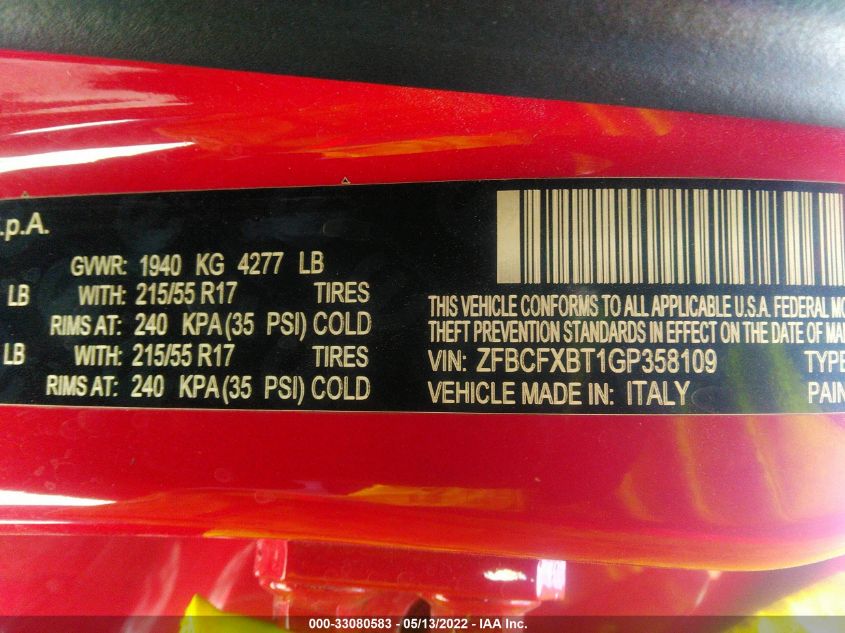 .p.A.
GVWR: 1940 KG 4277 LB
LB WITH: 215/55 R17 TIRES
RIMS AT: 240 KPA(35 PSI) COLD
LB WITH: 215/55 R17 TIRES
RIMS AT: 240 KPA(35 PSI) COLD
THIS VEHICLE CONFORMS TO ALL APPLICABLE U.S.A. FEDERAL MO
THEFT PREVENTION STANDARDS IN EFFECT ON THE DATE OF MA
VIN: ZFBCFXBT1GP358109 TYPE
VEHICLE MADE IN: ITALY PAIN
000-33080583 - 05/13/2022 - IAA, Inc.